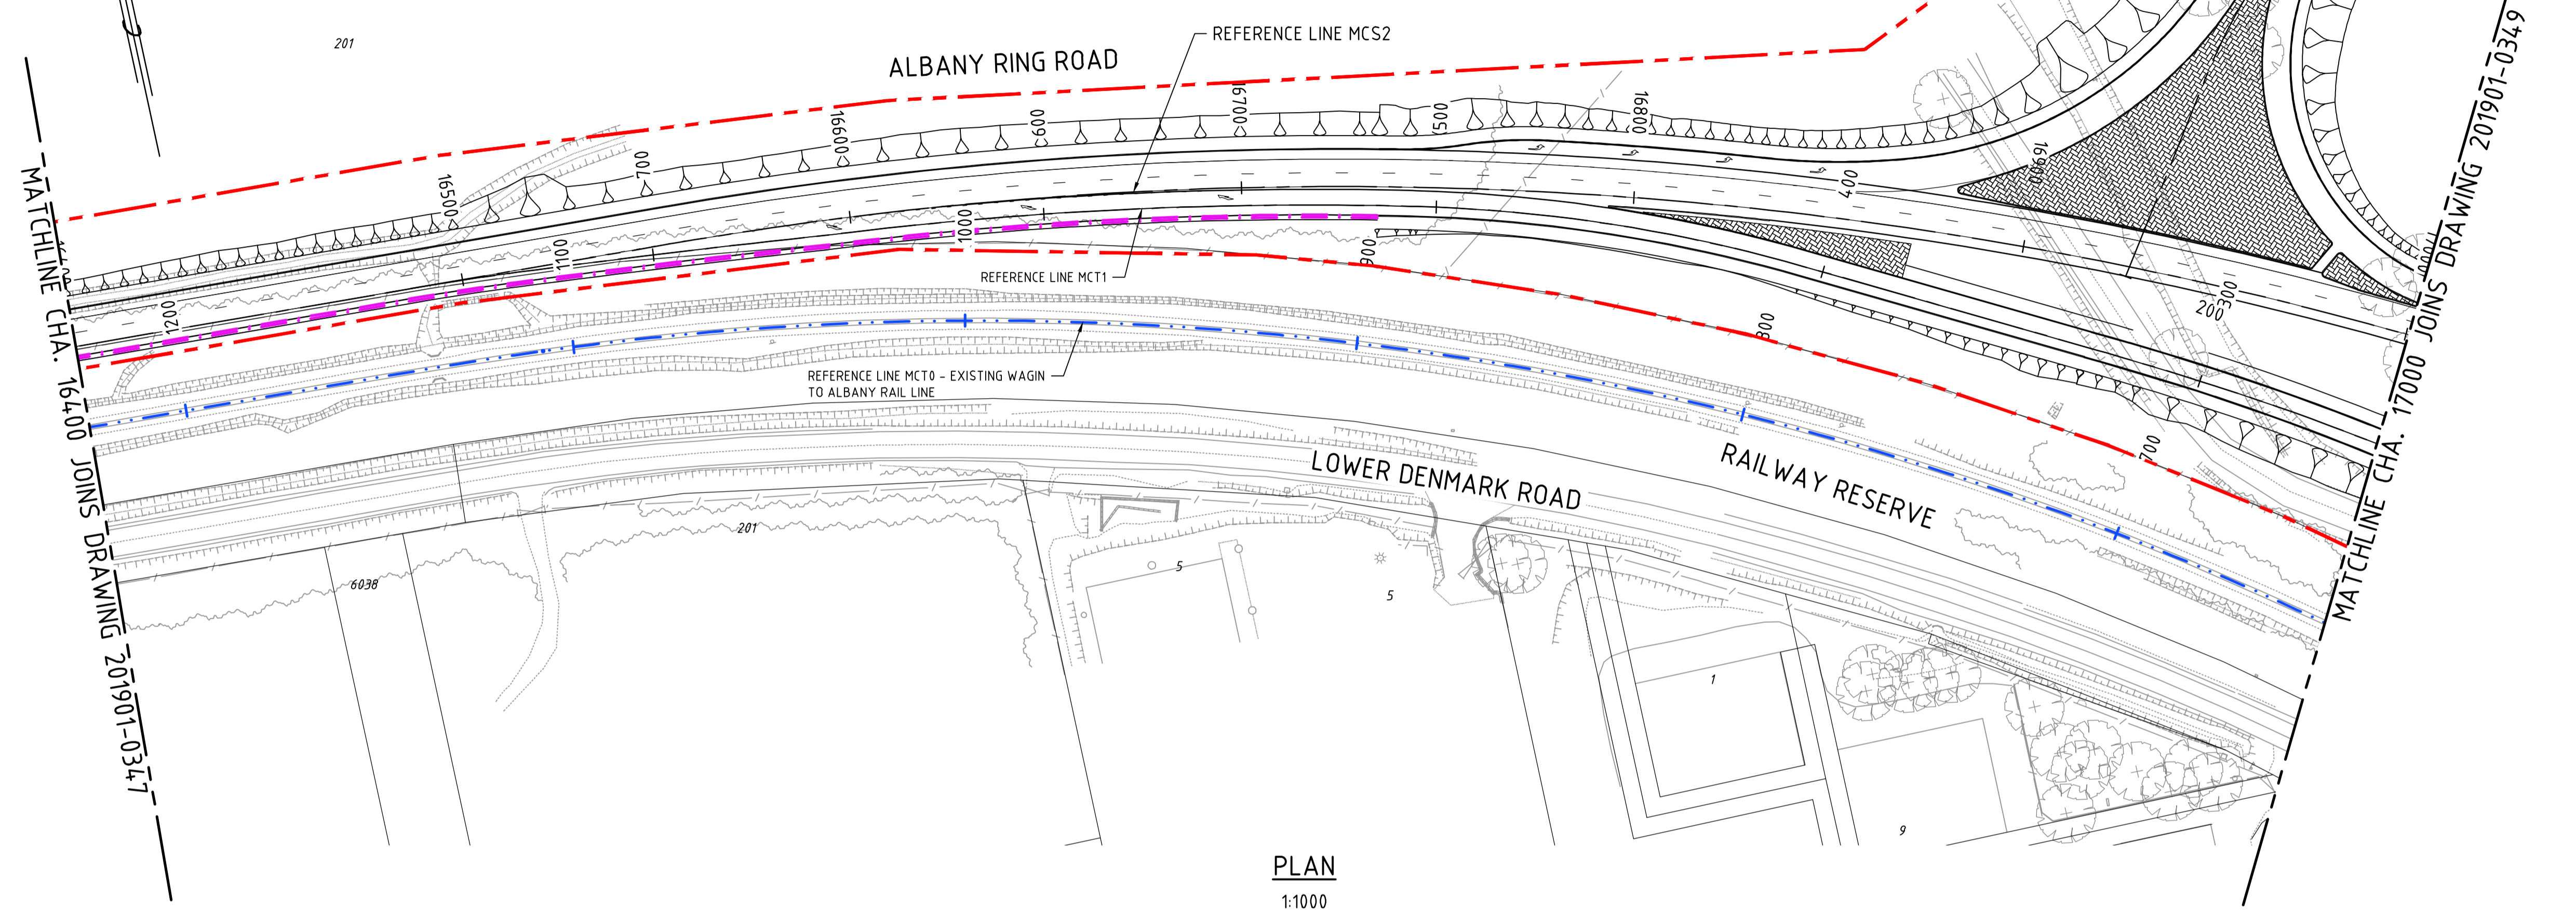 201
REFERENCE LINE MCS2
ALBANY RING ROAD
16500
700
16600
600
16700
500
16800
400
16900
300
200
1200
1100
1000
900
800
700
REFERENCE LINE MCT1
REFERENCE LINE MCT0 - EXISTING WAGIN
TO ALBANY RAIL LINE
LOWER DENMARK ROAD
RAILWAY RESERVE
201
6038
5
5
1
9
MATCHLINE CHA. 16400 JOINS DRAWING 201901-0347
MATCHLINE CHA. 17000 JOINS DRAWING 201901-0349
PLAN
1:1000